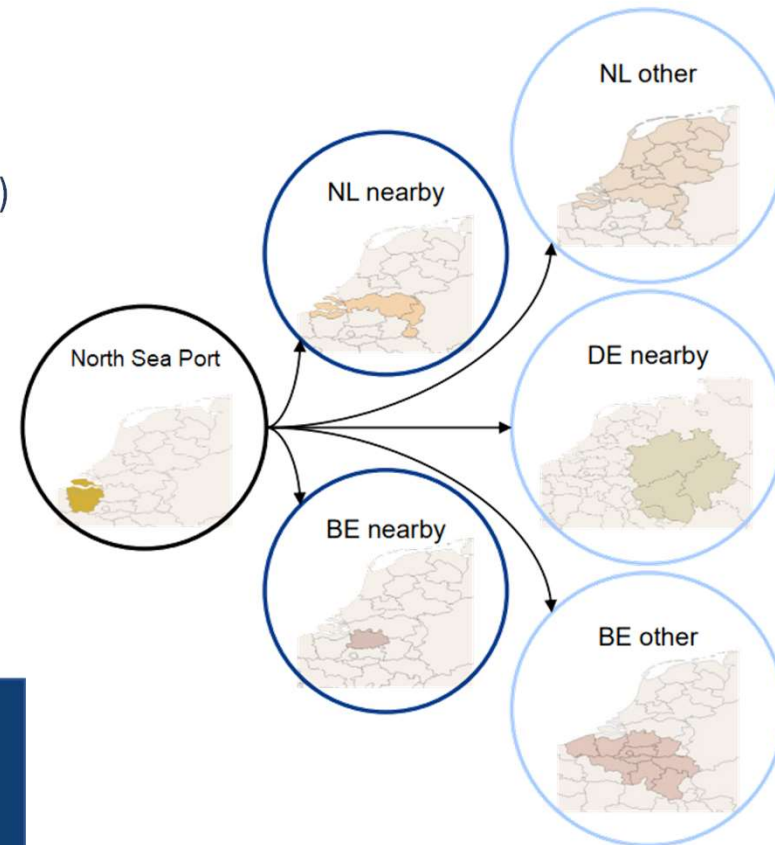 )
NL other
NL nearby
North Sea Port
DE nearby
BE nearby
BE other